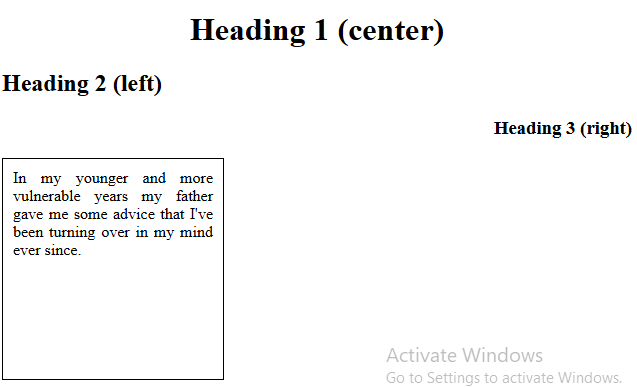 Heading 1 (center)
Heading 2 (left)
Heading 3 (right)
In my younger and more
vulnerable years my father
gave me some advice that I've
been turning over in my mind
ever since.
Activate Windows
Go to Settings to activate Windows.